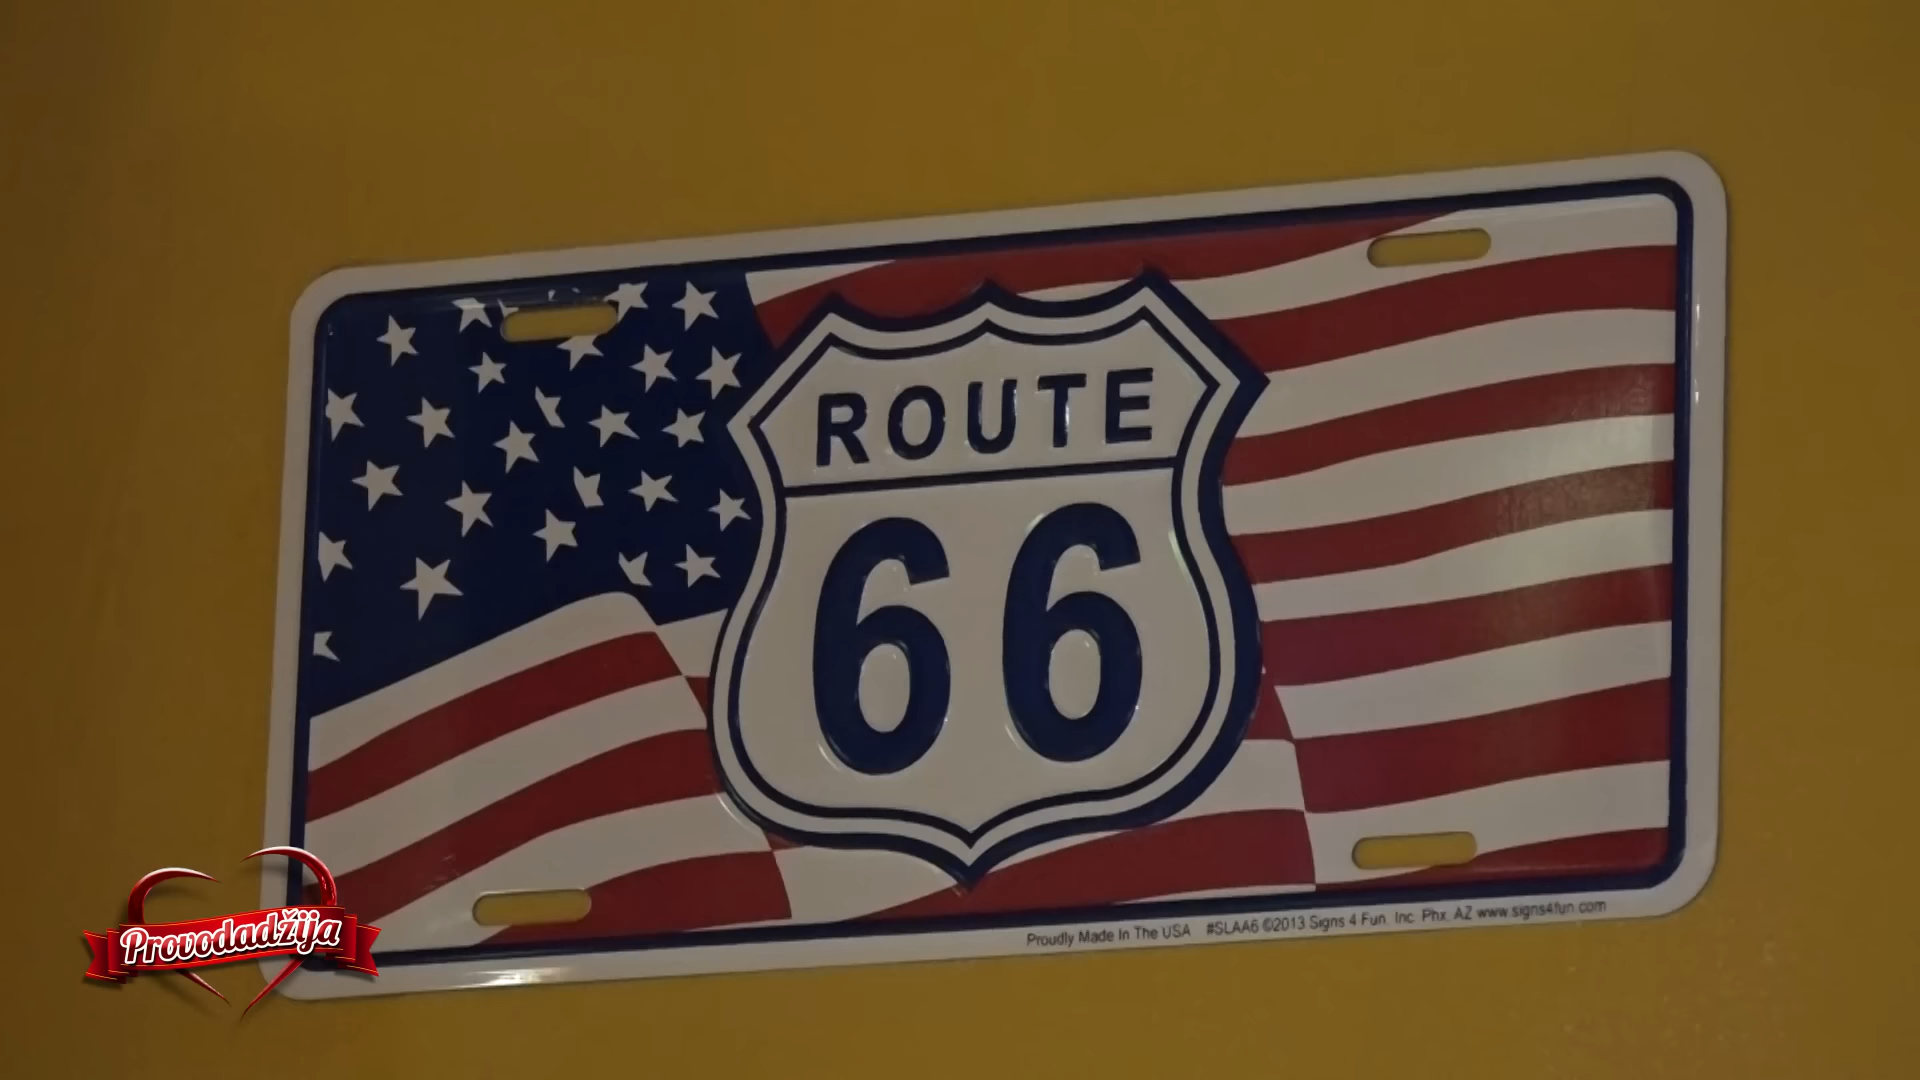 ROUTE
66
Proudly Made In The USA #SLAA6 ©2013 Signs 4 Fun, Inc. Phx, AZ www.signs4fun.com
Provodadžija